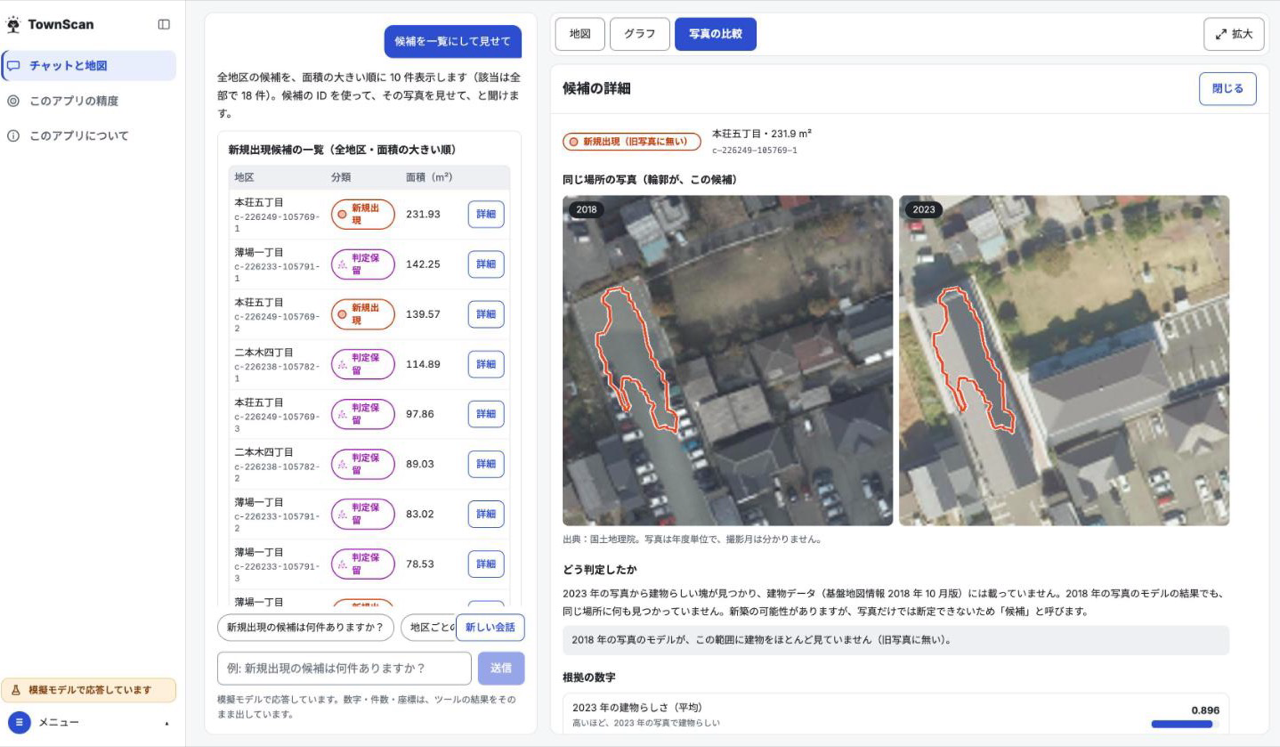 TownScan
チャットと地図
このアプリの精度
このアプリについて
模擬モデルで応答しています
メニュー
候補を一覧にして見せて
全地区の候補を、面積の大きい順に 10 件表示します（該当は全
部で 18 件）。候補の ID を使って、その写真を見せて、と聞けま
す。
新規出現候補の一覧（全地区・面積の大きい順）
地区 分類 面積（m²）
本荘五丁目
c-226249-105769-
1
新規出
現
231.93
詳細
薄場一丁目
c-226233-105791-
1
判定保
留
142.25
詳細
本荘五丁目
c-226249-105769-
2
新規出
現
139.57
詳細
二本木四丁目
c-226238-105782-
1
判定保
留
114.89
詳細
本荘五丁目
c-226249-105769-
3
判定保
留
97.86
詳細
二本木四丁目
c-226238-105782-
2
判定保
留
89.03
詳細
薄場一丁目
c-226233-105791-
2
判定保
留
83.02
詳細
薄場一丁目
c-226233-105791-
3
判定保
留
78.53
詳細
薄場一丁目
新規出現の候補は何件ありますか？
地区ごとの
新しい会話
例: 新規出現の候補は何件ありますか？
送信
模擬モデルで応答しています。数字・件数・座標は、ツールの結果をその
まま出しています。
地図
グラフ
写真の比較
拡大
候補の詳細
閉じる
新規出現（旧写真に無い）
本荘五丁目・231.9 m²
c-226249-105769-1
同じ場所の写真（輪郭が、この候補）
2018
2023
出典：国土地理院。写真は年度単位で、撮影月は分かりません。
どう判定したか
2023 年の写真から建物らしい塊が見つかり、建物データ（基盤地図情報 2018 年 10 月版）には載っていません。2018 年の写真のモデルの結果でも、
同じ場所に何も見つかっていません。新築の可能性がありますが、写真だけでは断定できないため「候補」と呼びます。
2018 年の写真のモデルが、この範囲に建物をほとんど見ていません（旧写真に無い）。
根拠の数字
2023 年の建物らしさ（平均）
0.896
高いほど、2023 年の写真で建物らしい